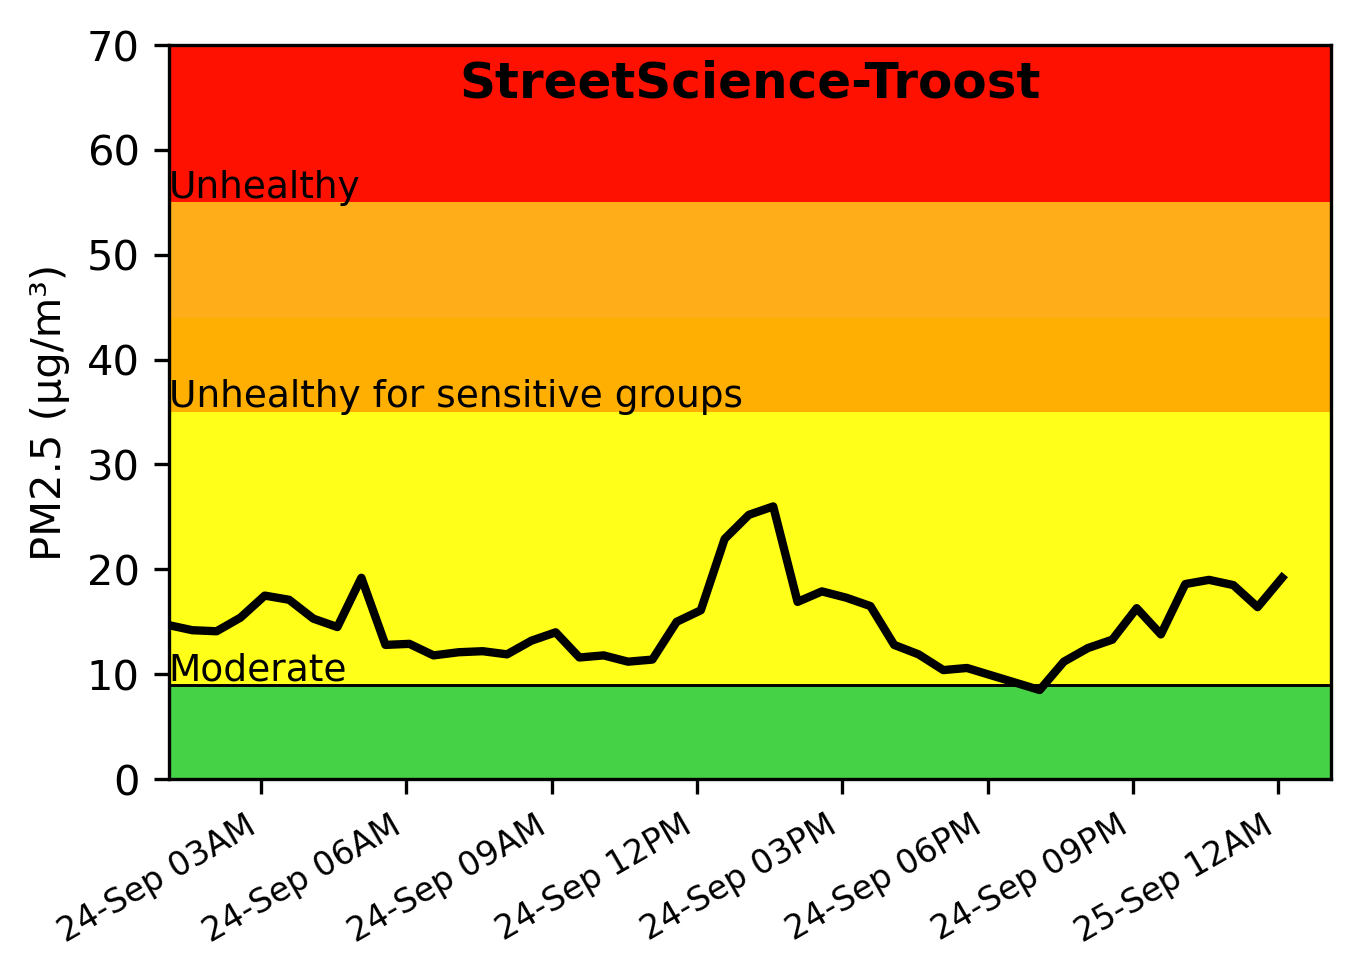 StreetScience-Troost
PM2.5 (µg/m³)
70
60
50
40
30
20
10
0
Unhealthy
Unhealthy for sensitive groups
Moderate
24-Sep 03AM
24-Sep 06AM
24-Sep 09AM
24-Sep 12PM
24-Sep 03PM
24-Sep 06PM
24-Sep 09PM
25-Sep 12AM